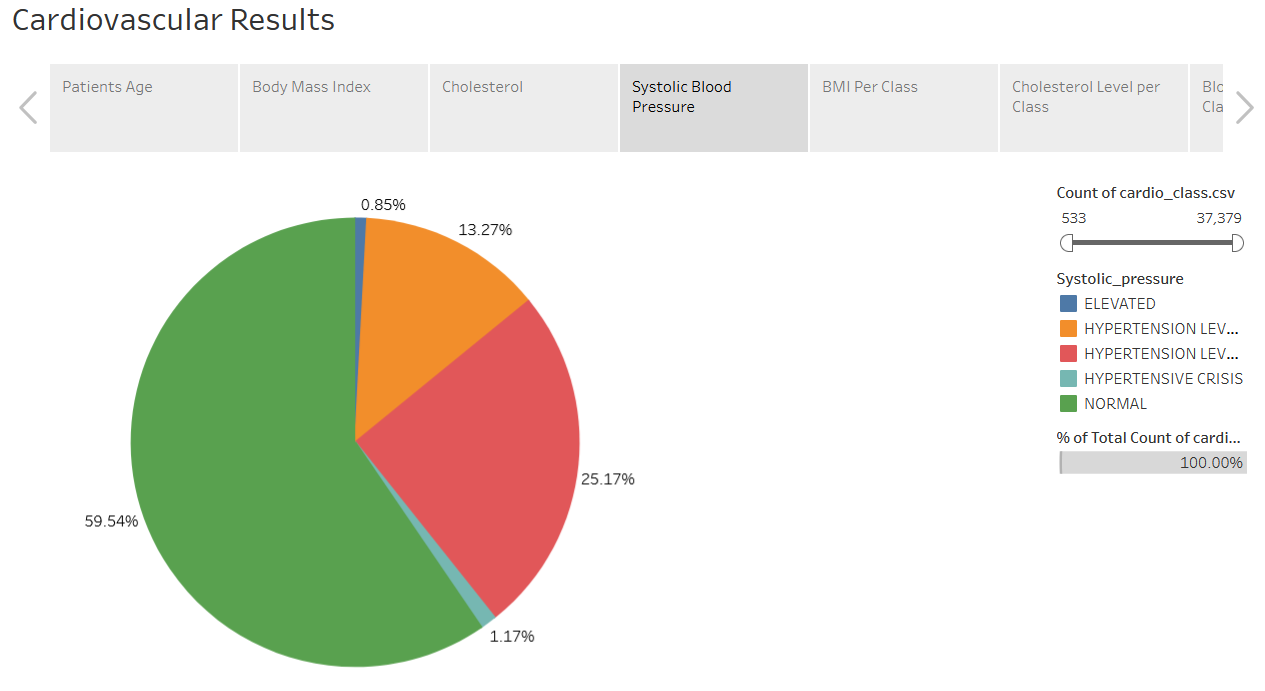 Cardiovascular Results
Patients Age
Body Mass Index
Cholesterol
Systolic Blood
Pressure
BMI Per Class
Cholesterol Level per
Class
Blo
Cla
0.85%
13.27%
25.17%
1.17%
59.54%
Count of cardio_class.csv
533 37,379
Systolic_pressure
ELEVATED
HYPERTENSION LEV...
HYPERTENSION LEV...
HYPERTENSIVE CRISIS
NORMAL
% of Total Count of cardi...
100.00%